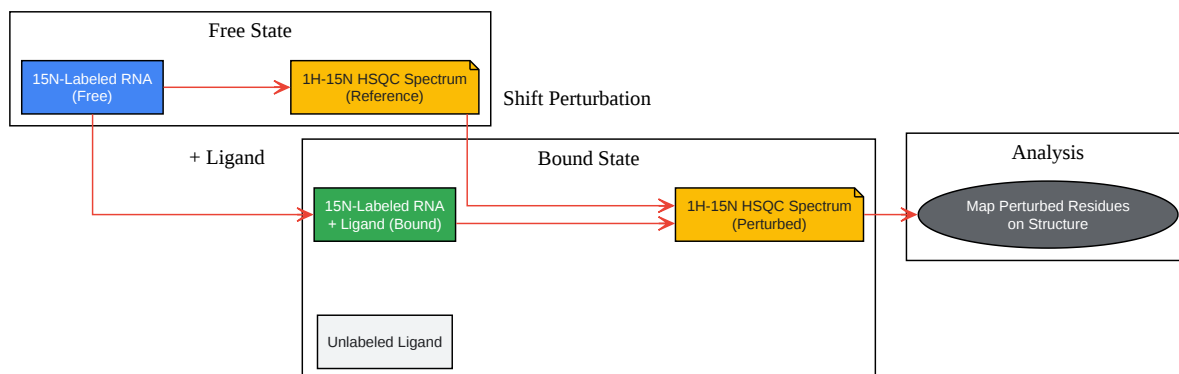 Free State
15N-Labeled RNA
(Free)
1H-15N HSQC Spectrum
(Reference)
Shift Perturbation
+ Ligand
Bound State
15N-Labeled RNA
+ Ligand (Bound)
1H-15N HSQC Spectrum
(Perturbed)
Unlabeled Ligand
Analysis
Map Perturbed Residues
on Structure